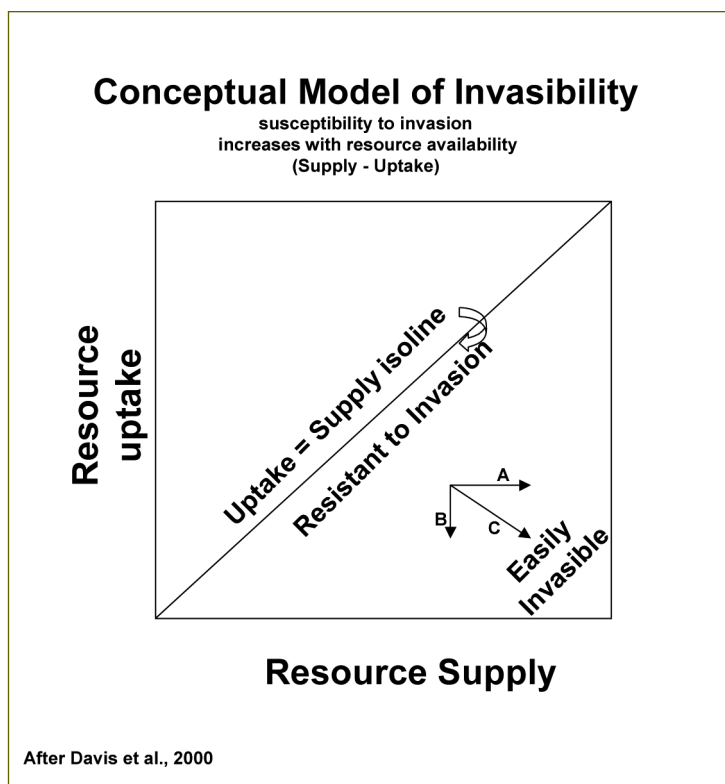 Conceptual Model of Invasibility
susceptibility to invasion
increases with resource availability
(Supply - Uptake)
Resource
uptake
Uptake = Supply isoline
Resistant to Invasion
A
B
C
Easily
Invasible
Resource Supply
After Davis et al., 2000